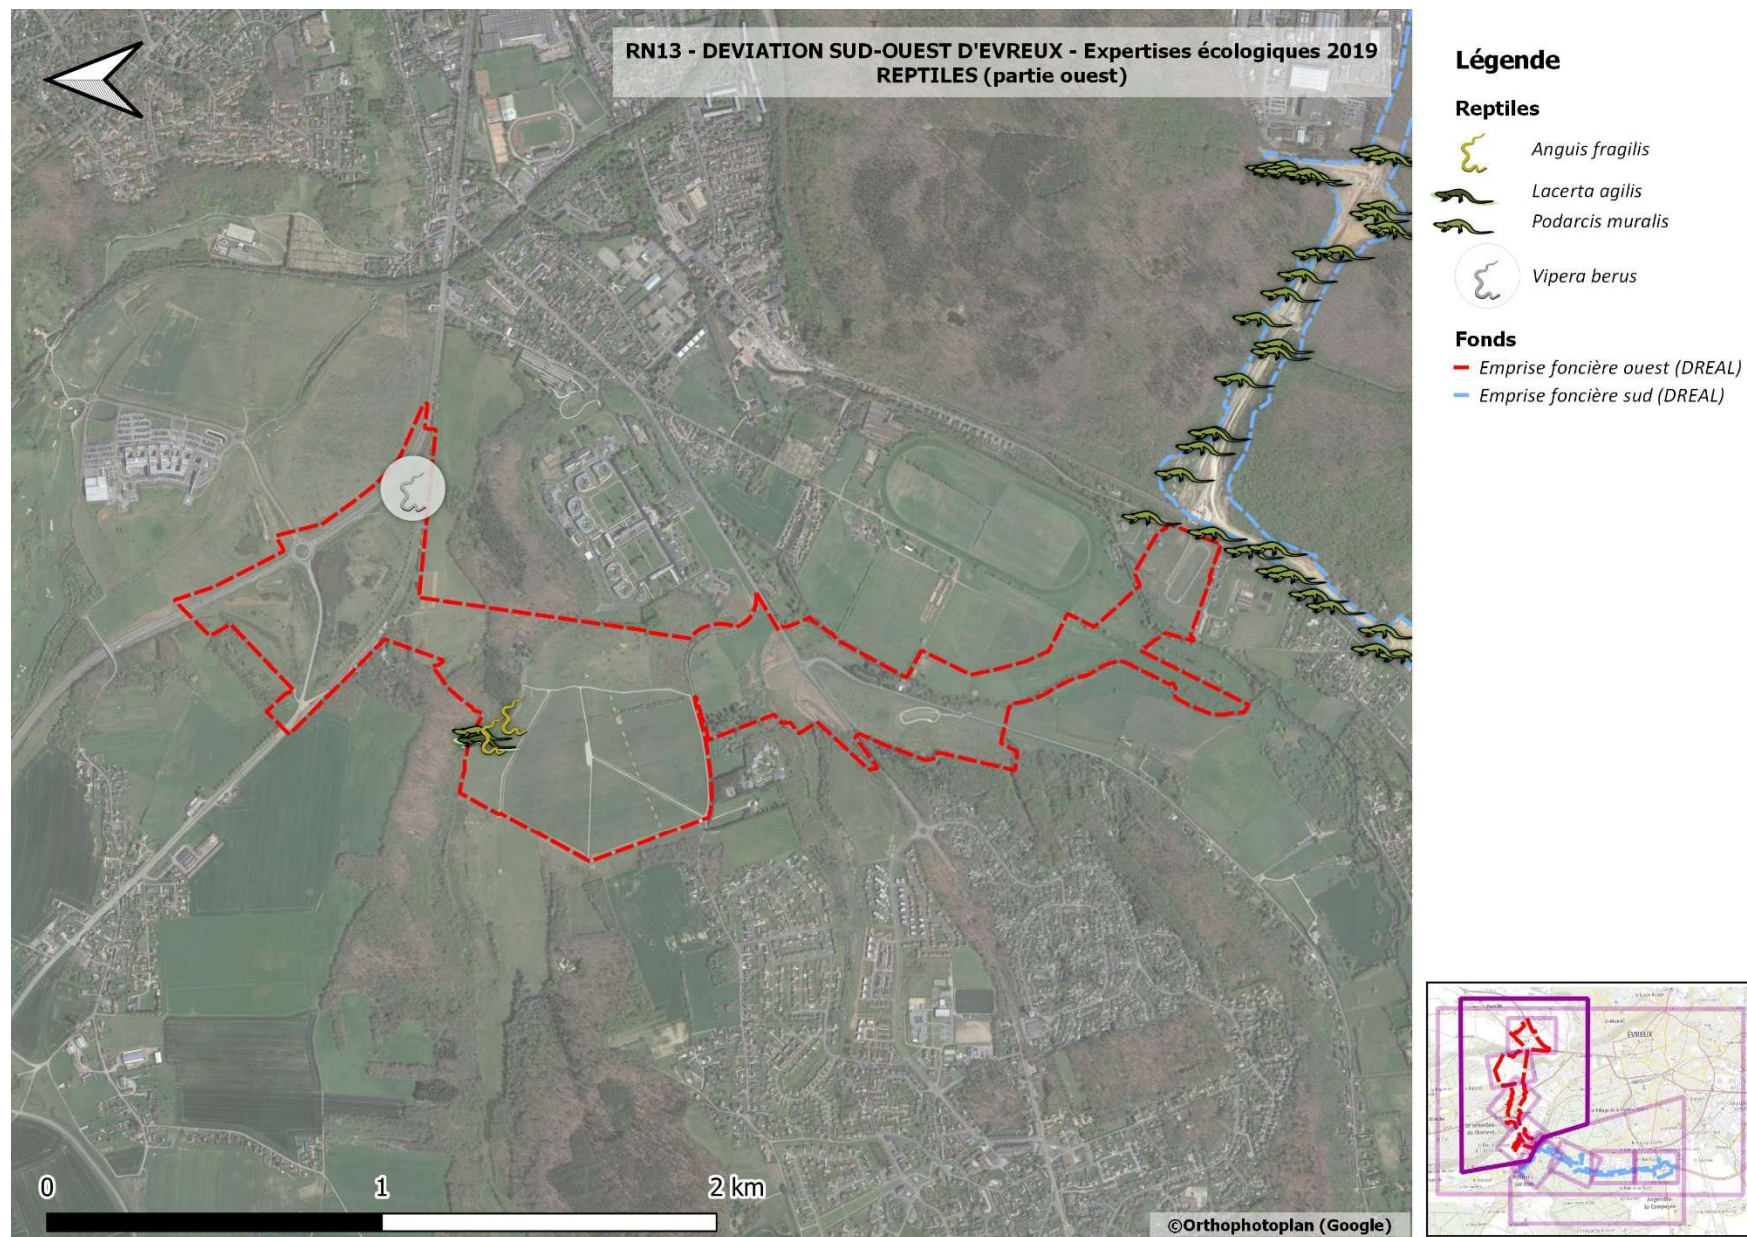 RN13 - DEVIATION SUD-OUEST D'EVREUX - Expertises écologiques 2019
REPTILES (partie ouest)
Légende
Reptiles
Anguis fragilis
Lacerta agilis
Podarcis muralis
Vipera berus
Fonds
Emprise foncière ouest (DREAL)
Emprise foncière sud (DREAL)
ÉVREUX
0 1 2 km
©Orthophotoplan (Google)